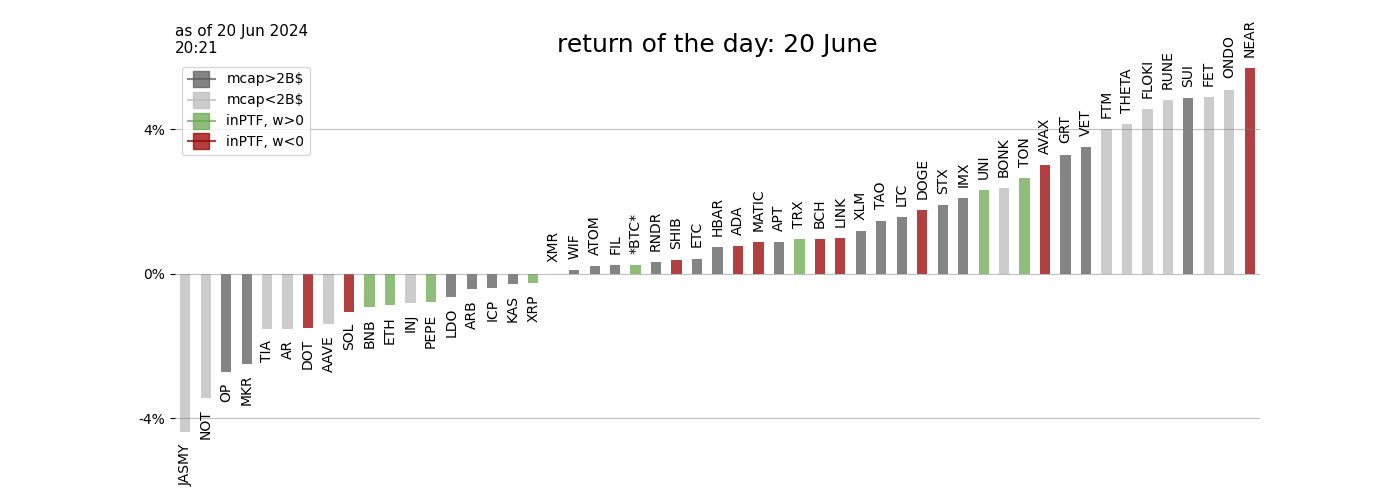 as of 20 Jun 2024
20:21
return of the day: 20 June
mcap>2B$
mcap<2B$
inPTF, w>0
inPTF, w<0
4%
0%
-4%
JASMY
NOT
OP
MKR
TIA
AR
DOT
AAVE
SOL
BNB
ETH
INJ
PEPE
LDO
ARB
ICP
KAS
XRP
XMR
WIF
ATOM
FIL
*BTC*
RNDR
SHIB
ETC
HBAR
ADA
MATIC
APT
TRX
BCH
LINK
XLM
TAO
LTC
DOGE
STX
IMX
UNI
BONK
TON
AVAX
GRT
VET
FTM
THETA
FLOKI
RUNE
SUI
FET
ONDO
NEAR